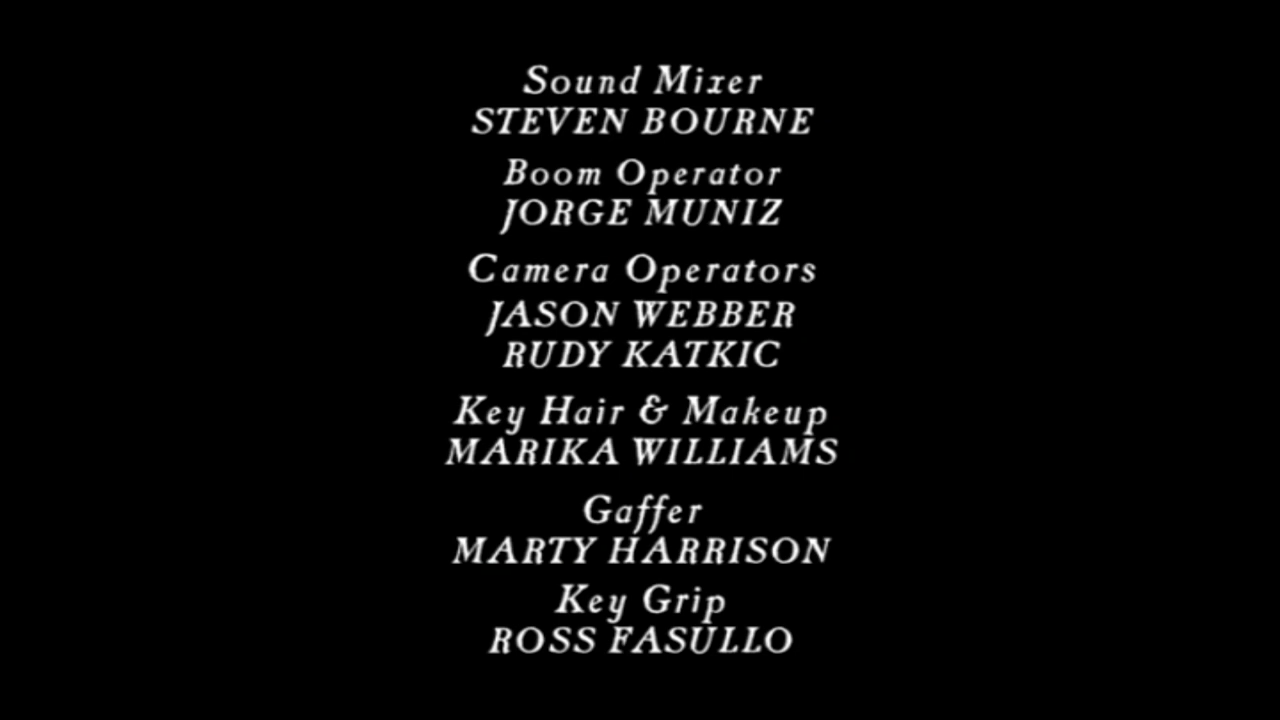 Sound Mixer
STEVEN BOURNE
Boom Operator
JORGE MUNIZ
Camera Operators
JASON WEBBER
RUDY KATKIC
Key Hair & Makeup
MARIKA WILLIAMS
Gaffer
MARTY HARRISON
Key Grip
ROSS FASULLO